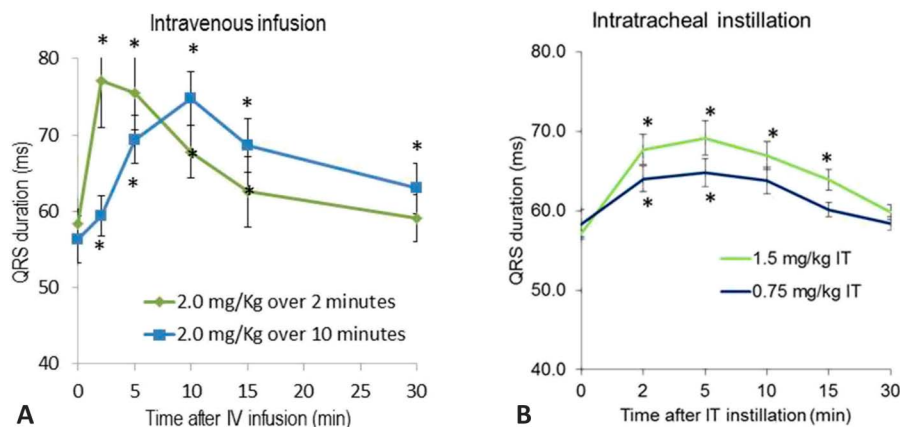 Intravenous infusion
80
70
60
50
40
QRS duration (ms)
* * * * * * * * * *
2.0 mg/Kg over 2 minutes
2.0 mg/Kg over 10 minutes
0 5 10 15 20 25 30
Time after IV infusion (min)
A
Intratracheal instillation
80.0
70.0
60.0
50.0
40.0
QRS duration (ms)
* * * *
* *
1.5 mg/kg IT
0.75 mg/kg IT
0 2 5 10 15 30
Time after IT instillation (min)
B